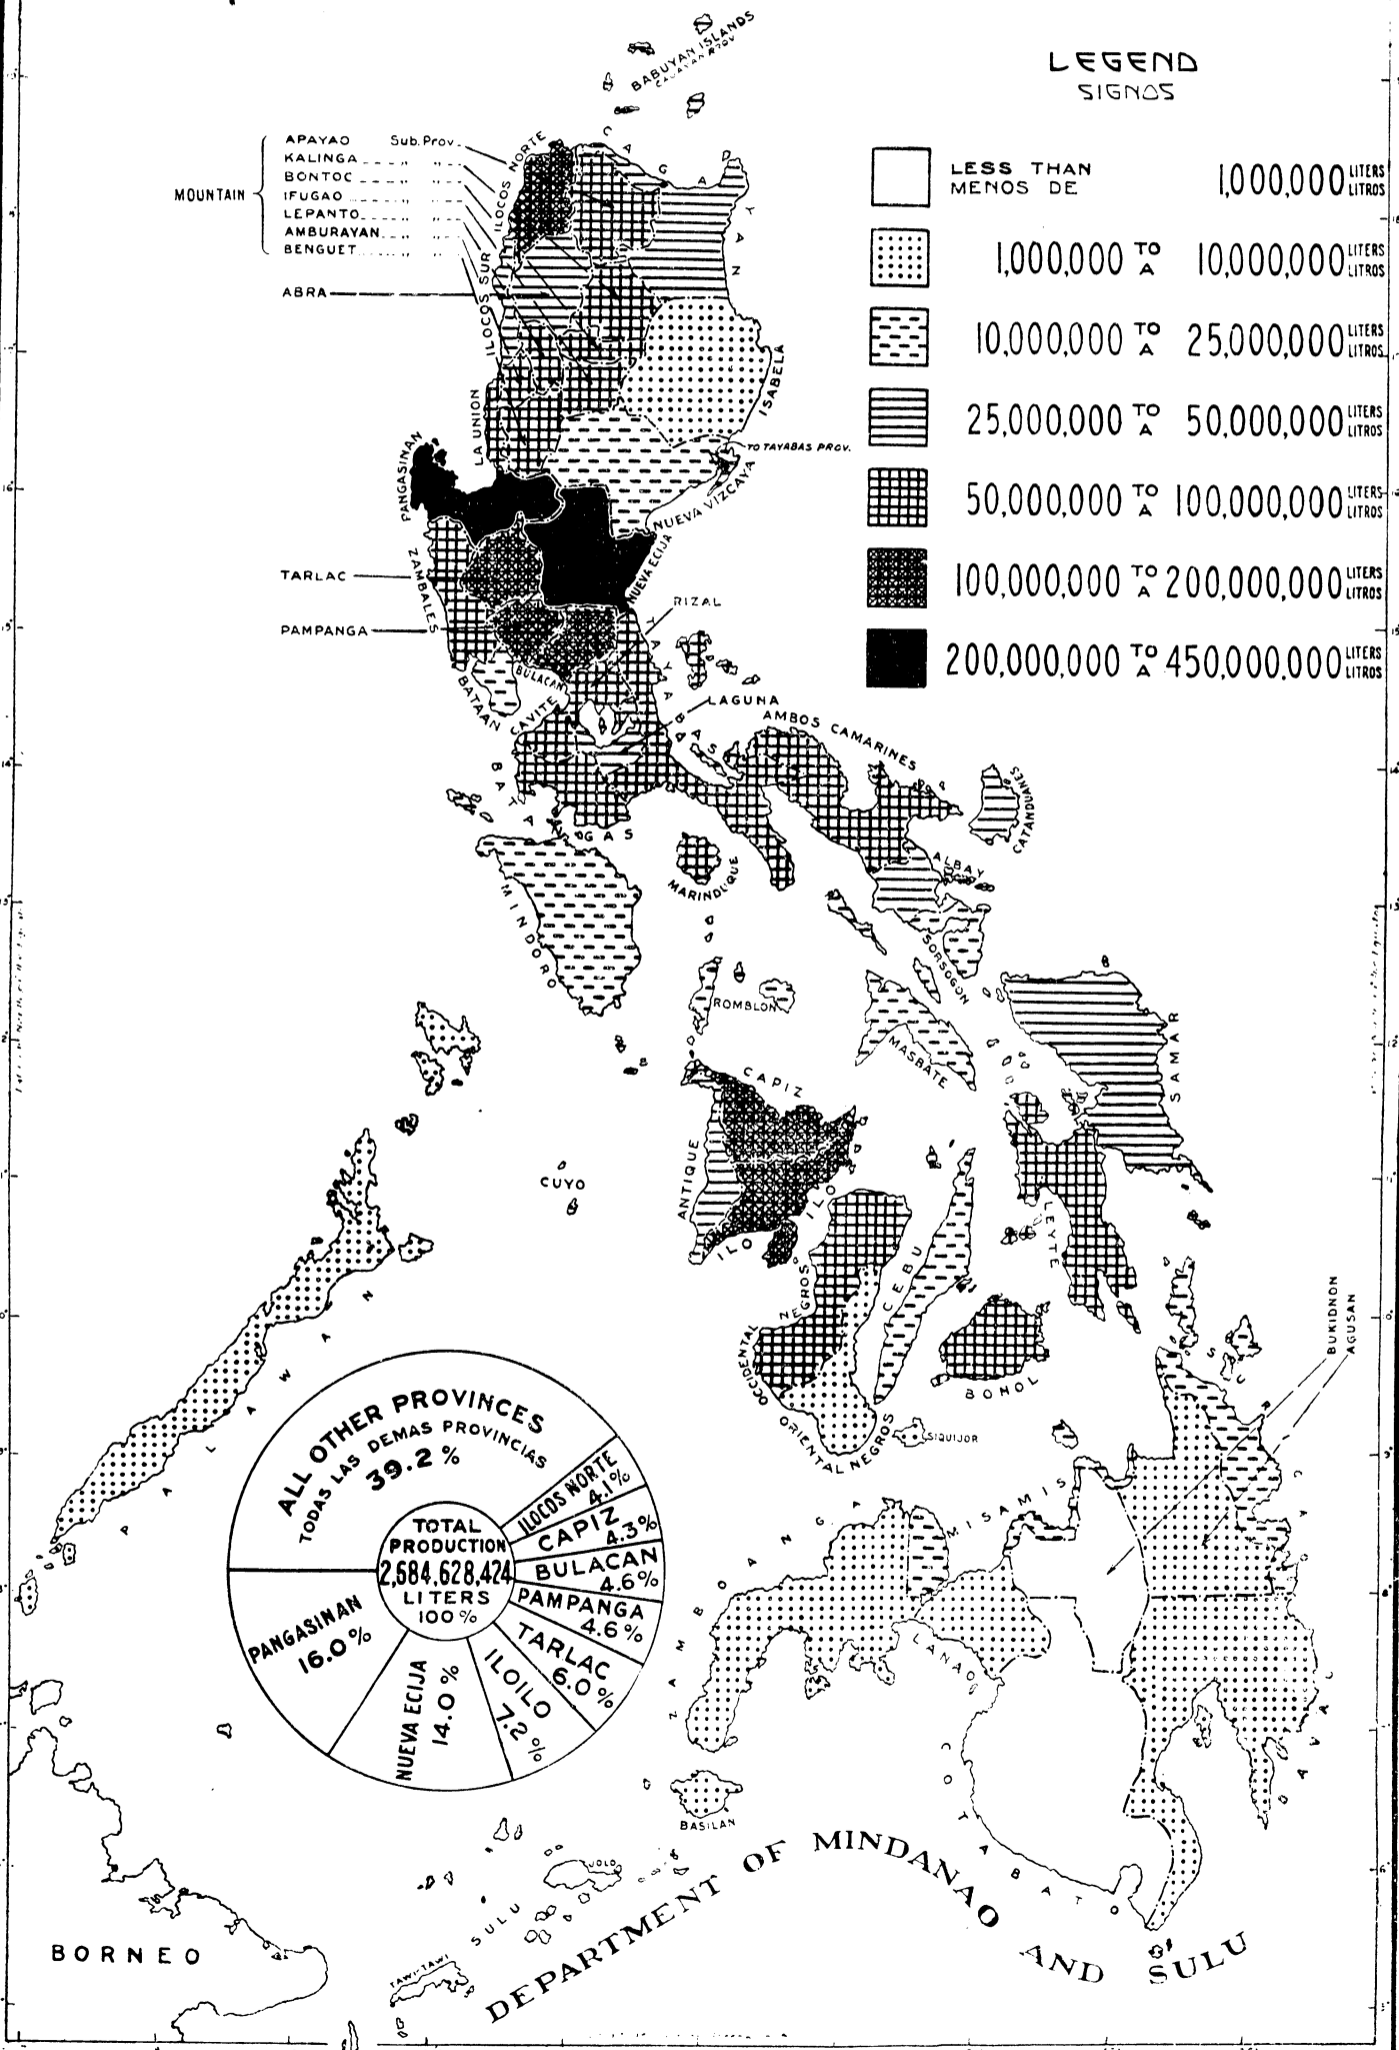 LEGEND
SIGNOS
LESS THAN 1,000,000 LITERS
MENOS DE LITROS
1,000,000 TO A 10,000,000 LITERS LITROS
10,000,000 TO A 25,000,000 LITERS LITROS
25,000,000 TO A 50,000,000 LITERS LITROS
50,000,000 TO A 100,000,000 LITERS LITROS
100,000,000 TO A 200,000,000 LITERS LITROS
200,000,000 TO A 450,000,000 LITERS LITROS
BABUYAN ISLANDS
MOUNTAIN
APAYAO Sub. Prov.
KALINGA " "
BONTOC " "
IFUGAO " "
LEPANTO " "
AMBURAYAN " "
BENGUET " "
ABRA
ILOCOS NORTE
CAGAYAN
ILOCOS SUR
ISABELA
LA UNION
TO TAYABAS PROV.
PANGASINAN
NUEVA VIZCAYA
NUEVA ECIJA
ZAMBALES
TARLAC
PAMPANGA
RIZAL
TAYABAS
BULACAN
BATAAN
CAVITE
LAGUNA
AMBOS CAMARINES
BATANGAS
CATANDUANES
ALBAY
MARINDUQUE
MINDORO
SORSOGON
ROMBLON
MASBATE
SAMAR
CAPIZ
ANTIQUE
CUYO
ILOILO
LEYTE
CEBU
OCCIDENTAL NEGROS
ORIENTAL NEGROS
BOHOL
SIQUIJOR
BUKIDNON
AGUSAN
SURIGAO
PALAWAN
MISAMIS
ZAMBOANGA
LANAO
DAVAO
COTABATO
BASILAN
JOLO
SULU
TAWI-TAWI
BORNEO
DEPARTMENT OF MINDANAO AND SULU
ALL OTHER PROVINCES
TODAS LAS DEMAS PROVINCIAS
39.2 %
ILOCOS NORTE
4.1%
CAPIZ
4.3%
BULACAN
4.6%
PAMPANGA
4.6%
TARLAC
6.0%
ILOILO
7.2%
NUEVA ECIJA
14.0 %
PANGASINAN
16.0 %
TOTAL
PRODUCTION
2,684,628,424
LITERS
100%